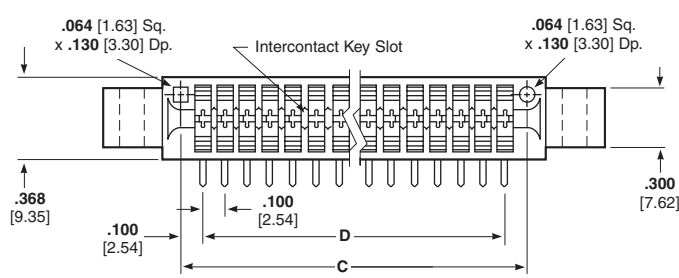 .064 [1.63] Sq.
x .130 [3.30] Dp.
Intercontact Key Slot
.064 [1.63] Sq.
x .130 [3.30] Dp.
.368
[9.35]
.300
[7.62]
.100
[2.54]
.100
[2.54]
D
C